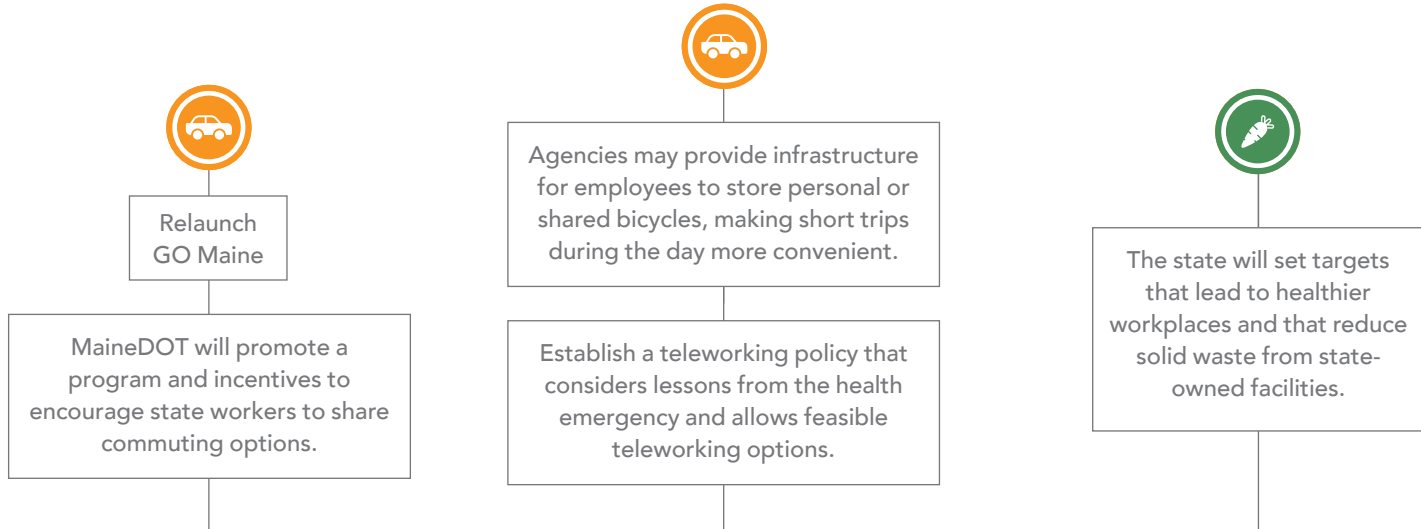 Relaunch
GO Maine
MaineDOT will promote a
program and incentives to
encourage state workers to share
commuting options.
Agencies may provide infrastructure
for employees to store personal or
shared bicycles, making short trips
during the day more convenient.
Establish a teleworking policy that
considers lessons from the health
emergency and allows feasible
teleworking options.
The state will set targets
that lead to healthier
workplaces and that reduce
solid waste from state-
owned facilities.